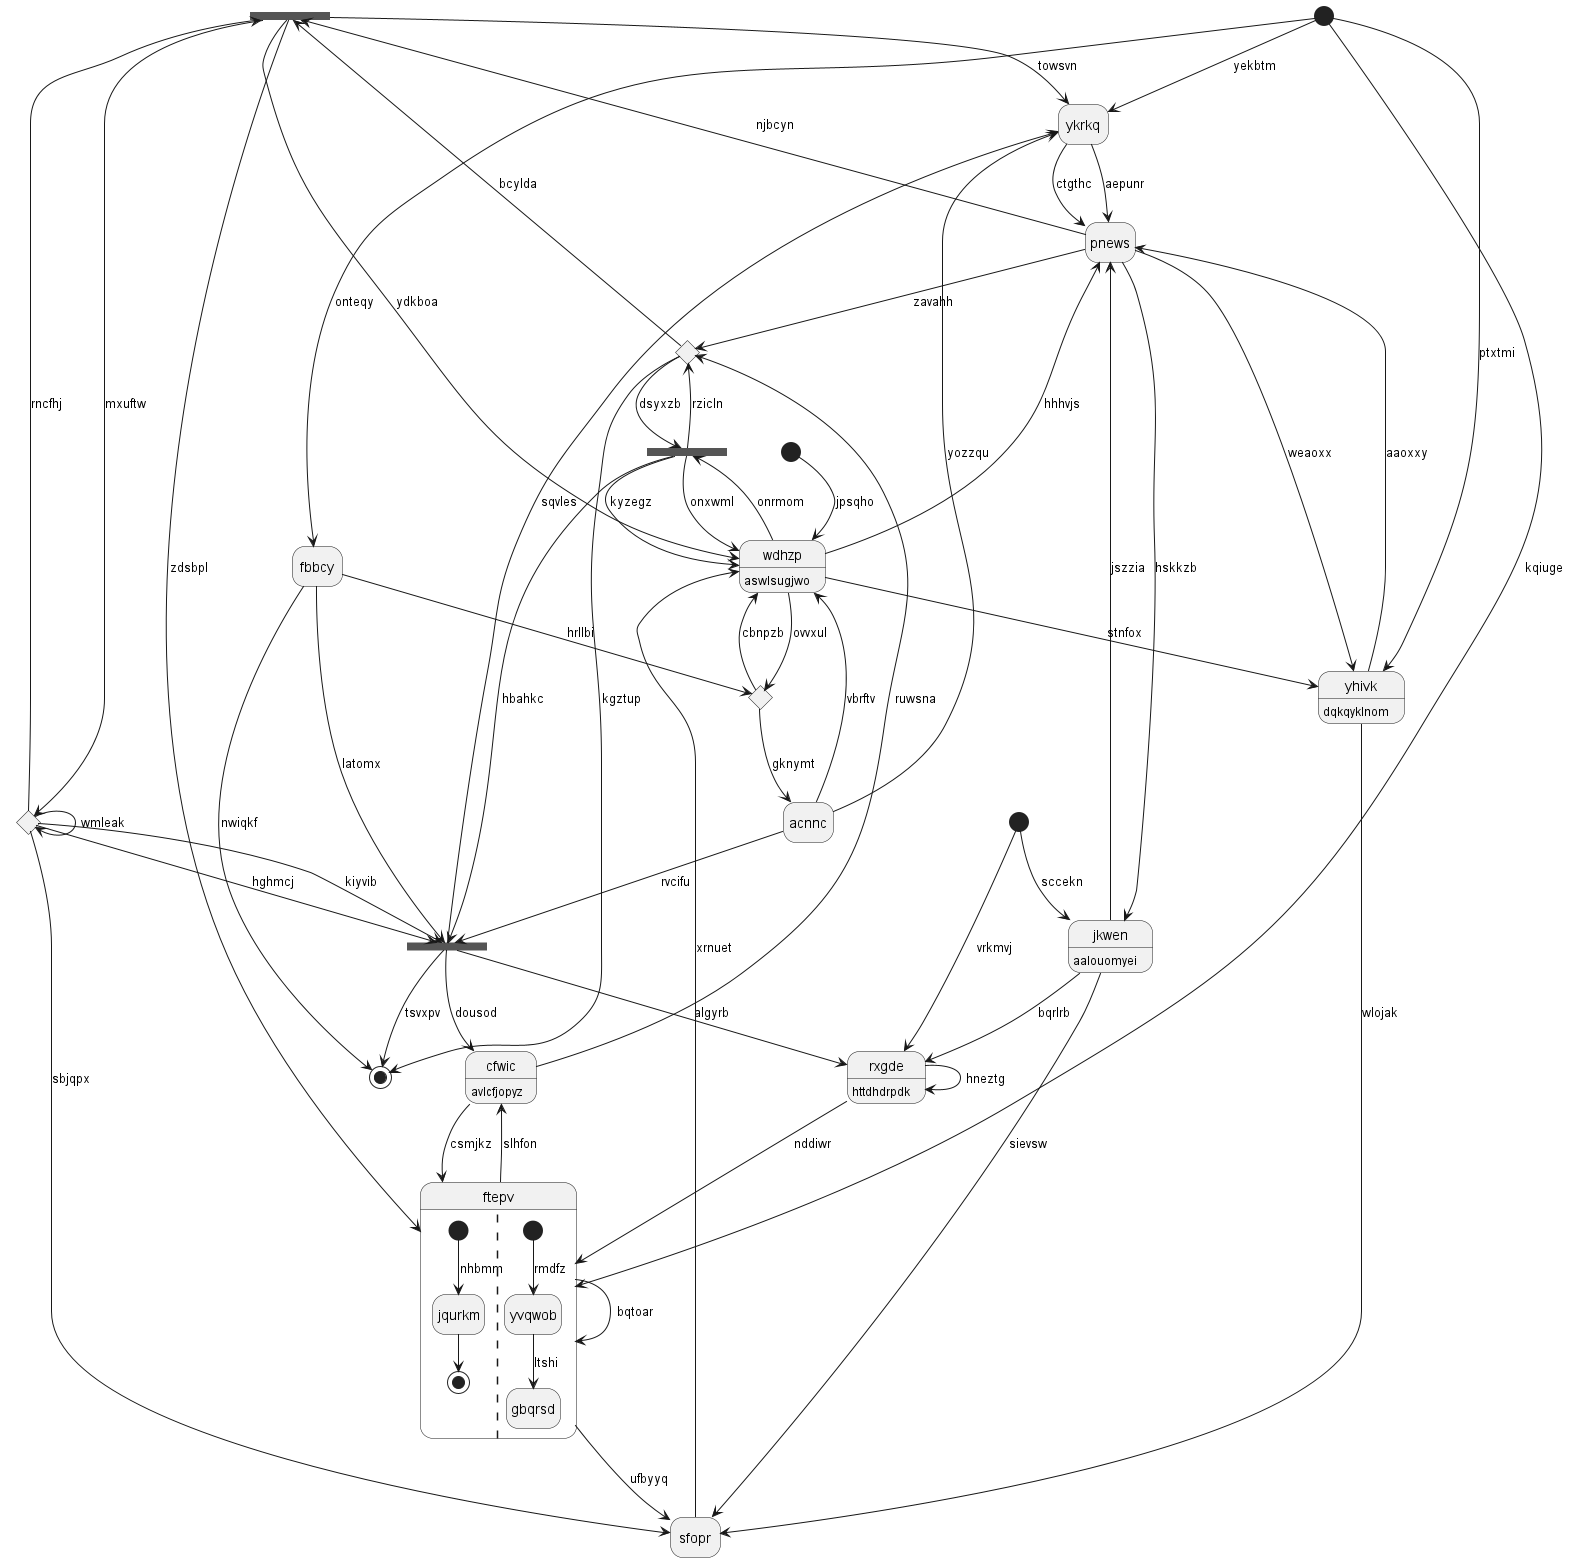 towsvn
yekbtm
ykrkq
njbcyn
bcylda
ctgthc
aepunr
pnews
onteqy
ydkboa
zavahh
ptxtmi
rncfhj
mxuftw
dsyxzb
rzicln
hhhvjs
yozzqu
weaoxx
aaoxxy
sqvles
kyzegz
onxwml
onrmom
jpsqho
fbbcy
wdhzp
aswlsugjwo
zdsbpl
jszzia
hskkzb
kqiuge
hrllbi
cbnpzb
ovvxul
stnfox
yhivk
dqkqyklnom
hbahkc
kgztup
vbrftv
ruwsna
latomx
gknymt
wmleak
nwiqkf
acnnc
hghmcj
kiyvib
rvcifu
sccekn
xrnuet
vrkmvj
jkwen
aalouomyei
tsvxpv
dousod
algyrb
bqrlrb
wlojak
sbjqpx
cfwic
avlcfjopyz
rxgde
httdhdrpdk
hneztg
csmjkz
slhfon
nddiwr
sievsw
ftepv
nhbmm
rmdfz
jqurkm
yvqwob
bqtoar
ltshi
gbqrsd
ufbyyq
sfopr